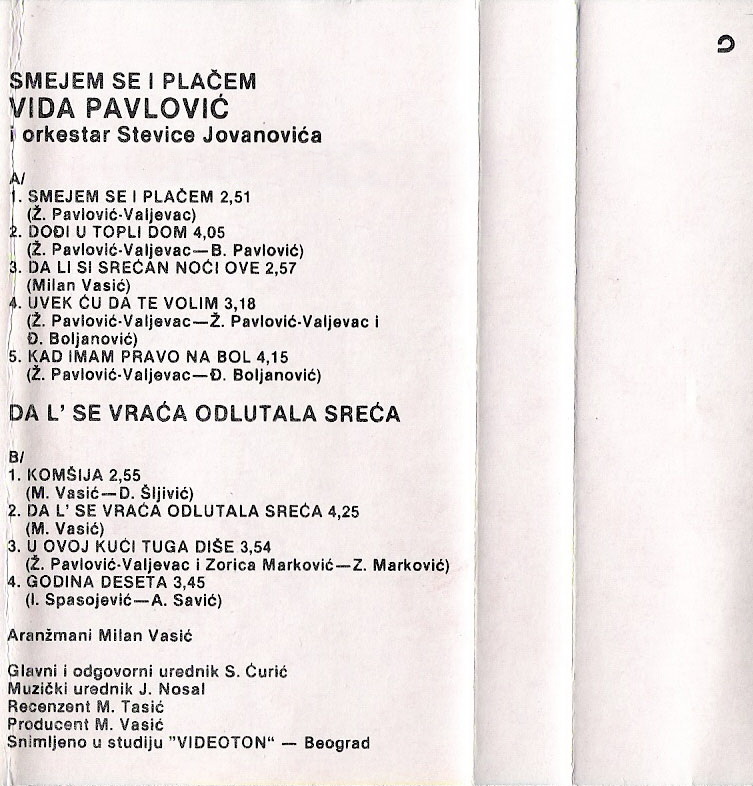 SMEJEM SE I PLAČEM
VIDA PAVLOVIĆ
i orkestar Stevice Jovanovića
A/
1. SMEJEM SE I PLAČEM 2,51
(Ž. Pavlović-Valjevac)
2. DOĐI U TOPLI DOM 4,05
(Ž. Pavlović-Valjevac—B. Pavlović)
3. DA LI SI SREĆAN NOĆI OVE 2,57
(Milan Vasić)
4. UVEK ĆU DA TE VOLIM 3,18
(Ž. Pavlović-Valjevac—Ž. Pavlović-Valjevac i
Đ. Boljanović)
5. KAD IMAM PRAVO NA BOL 4,15
(Ž. Pavlović-Valjevac—Đ. Boljanović)
DA L' SE VRAĆA ODLUTALA SREĆA
B/
1. KOMŠIJA 2,55
(M. Vasić—D. Šljivić)
2. DA L' SE VRAĆA ODLUTALA SREĆA 4,25
(M. Vasić)
3. U OVOJ KUĆI TUGA DIŠE 3,54
(Ž. Pavlović-Valjevac i Zorica Marković—Z. Marković)
4. GODINA DESETA 3,45
(I. Spasojević—A. Savić)
Aranžmani Milan Vasić
Glavni i odgovorni urednik S. Ćurić
Muzički urednik J. Nosal
Recenzent M. Tasić
Producent M. Vasić
Snimljeno u studiju "VIDEOTON" — Beograd